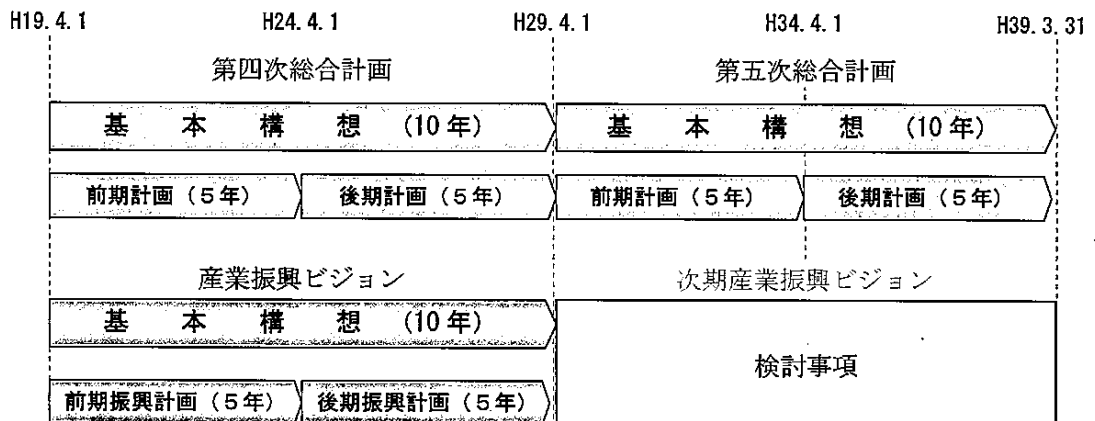 H19.4.1 H24.4.1 H29.4.1 H34.4.1 H39.3.31
第四次総合計画 第五次総合計画
基本構想(10年) 基本構想(10年)
前期計画(5年) 後期計画(5年) 前期計画(5年) 後期計画(5年)
産業振興ビジョン 次期産業振興ビジョン
基本構想(10年)
検討事項
前期振興計画(5年) 後期振興計画(5年)